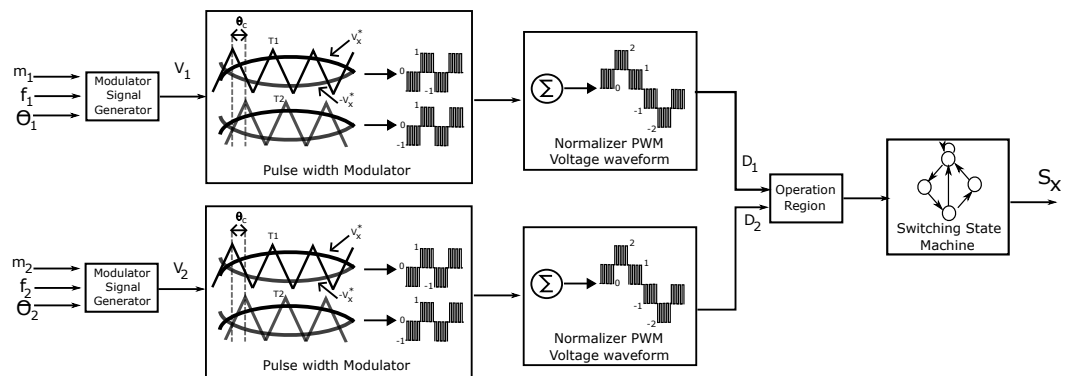 m1
f1
Θ1
Modulator
Signal
Generator
V1
θc
T1
Vx*
-Vx*
T2
1
0
-1
1
0
-1
Pulse width Modulator
Σ
2
1
0
-1
-2
Normalizer PWM
Voltage waveform
D1
m2
f2
Θ2
Modulator
Signal
Generator
V2
θc
T1
Vx*
-Vx*
T2
1
0
-1
1
0
-1
Pulse width Modulator
Σ
2
1
0
-1
-2
Normalizer PWM
Voltage waveform
D2
Operation
Region
Switching State
Machine
Sx